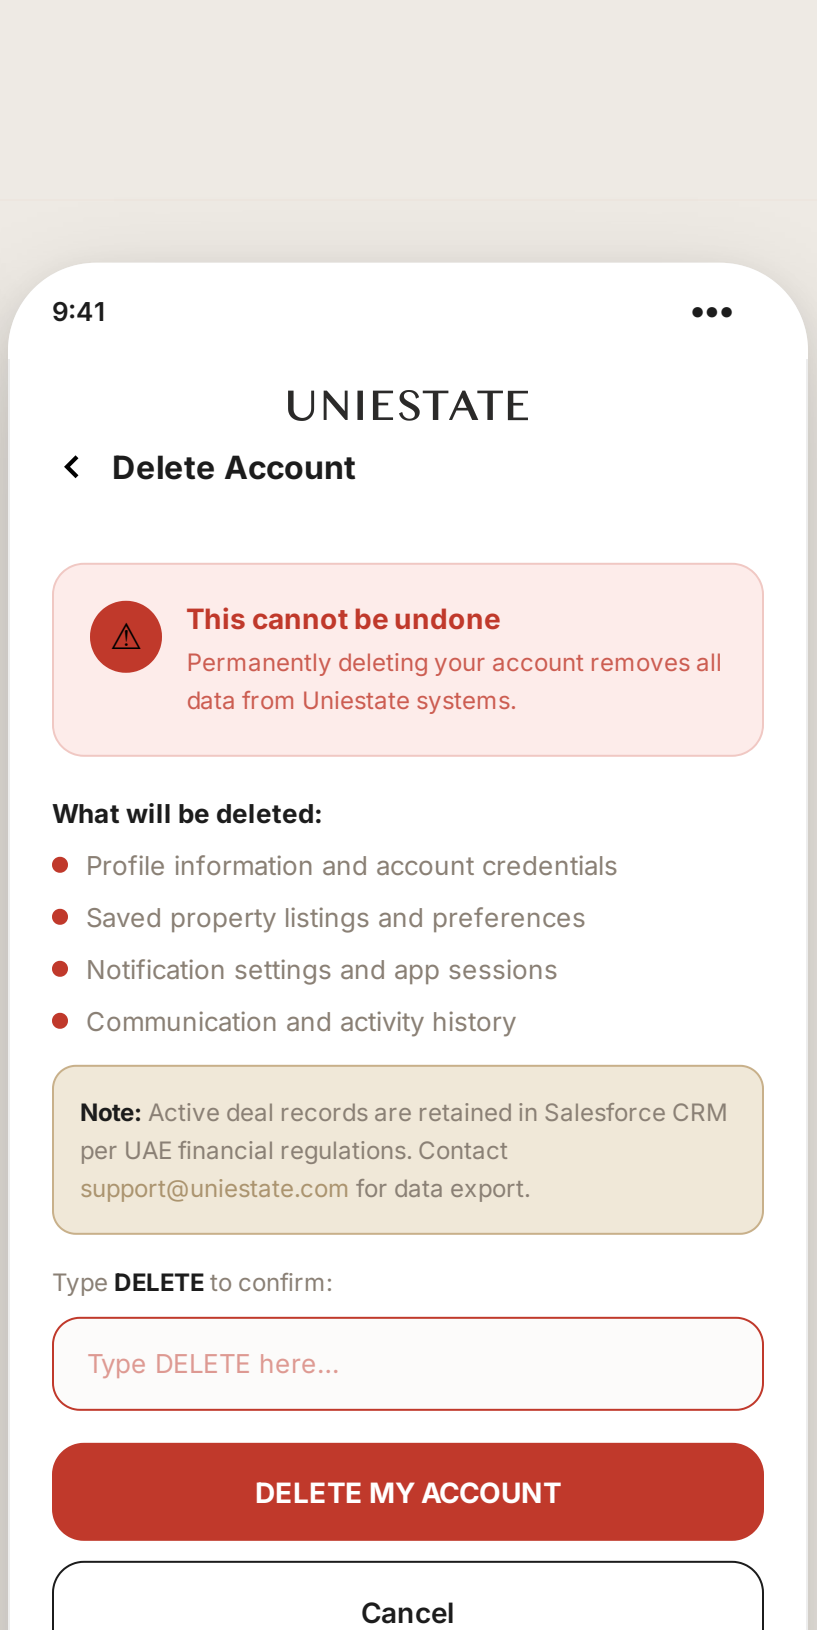 9:41
UNIESTATE
Delete Account
This cannot be undone
Permanently deleting your account removes all
data from Uniestate systems.
What will be deleted:
Profile information and account credentials
Saved property listings and preferences
Notification settings and app sessions
Communication and activity history
Note: Active deal records are retained in Salesforce CRM
per UAE financial regulations. Contact
support@uniestate.com for data export.
Type DELETE to confirm:
Type DELETE here...
DELETE MY ACCOUNT
Cancel